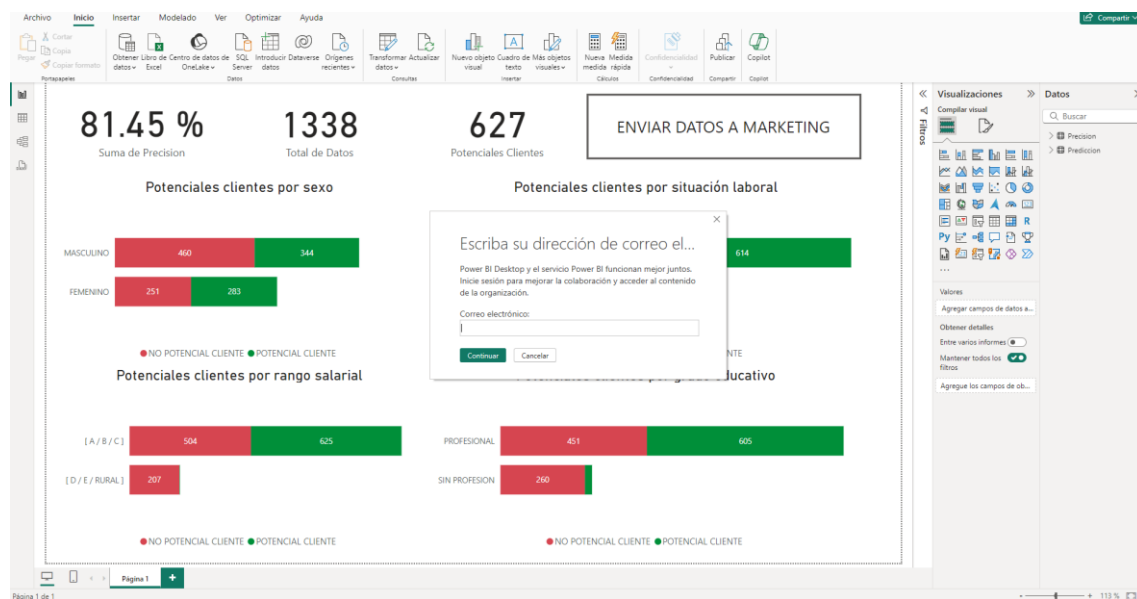 Archivo Inicio Insertar Modelado Ver Optimizar Ayuda
Compartir
Pegar
Cortar
Copiar
Copiar formato
Portapapeles
Obtener datos
Libro de Excel
Centro de datos de OneLake
SQL Server
Introducir datos
Dataverse
Orígenes recientes
Datos
Transformar datos
Actualizar
Consultas
Nuevo objeto visual
Cuadro de texto
Más objetos visuales
Insertar
Nueva medida
Medida rápida
Cálculos
Confidencialidad
Confidencialidad
Publicar
Compartir
Copilot
Copilot
81.45 %
Suma de Precision
1338
Total de Datos
627
Potenciales Clientes
ENVIAR DATOS A MARKETING
Potenciales clientes por sexo
MASCULINO 460 344
FEMENINO 251 283
NO POTENCIAL CLIENTE POTENCIAL CLIENTE
Potenciales clientes por situación laboral
614
NTE
Escriba su dirección de correo el...
Power BI Desktop y el servicio Power BI funcionan mejor juntos.
Inicie sesión para mejorar la colaboración y acceder al contenido
de la organización.
Correo electrónico:
Continuar Cancelar
Potenciales clientes por rango salarial
[ A / B / C ] 504 625
[ D / E / RURAL ] 207
NO POTENCIAL CLIENTE POTENCIAL CLIENTE
Potenciales clientes por grado educativo
PROFESIONAL 451 605
SIN PROFESION 260
NO POTENCIAL CLIENTE POTENCIAL CLIENTE
Filtros
Visualizaciones
Compilar visual
R
Py
Valores
Agregar campos de datos a...
Obtener detalles
Entre varios informes
Mantener todos los
filtros
Agregue los campos de ob...
Datos
Buscar
Precision
Prediccion
Página 1
Página 1 de 1
113 %